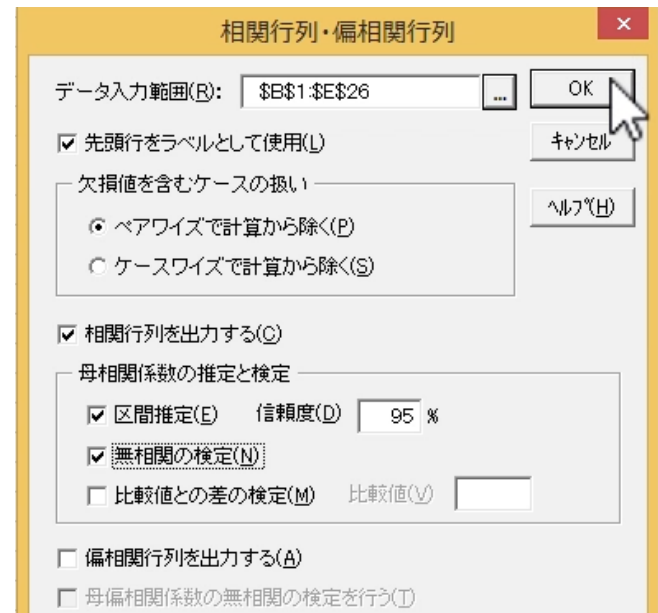 相関行列・偏相関行列
×
データ入力範囲(R): $B$1:$E$26 ... OK
先頭行をラベルとして使用(L) キャンセル
欠損値を含むケースの扱い
ヘルプ(H)
ペアワイズで計算から除く(P)
ケースワイズで計算から除く(S)
相関行列を出力する(C)
母相関係数の推定と検定
区間推定(E) 信頼度(D) 95 %
無相関の検定(N)
比較値との差の検定(M) 比較値(V)
偏相関行列を出力する(A)
母偏相関係数の無相関の検定を行う(T)